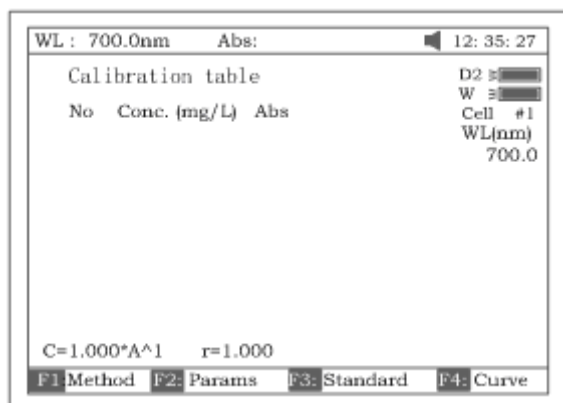 WL : 700.0nm Abs: 12: 35: 27
Calibration table
D2
W
No Conc. (mg/L) Abs
Cell #1
WL(nm)
700.0
C=1.000*A^1 r=1.000
F1:Method F2: Params F3: Standard F4: Curve